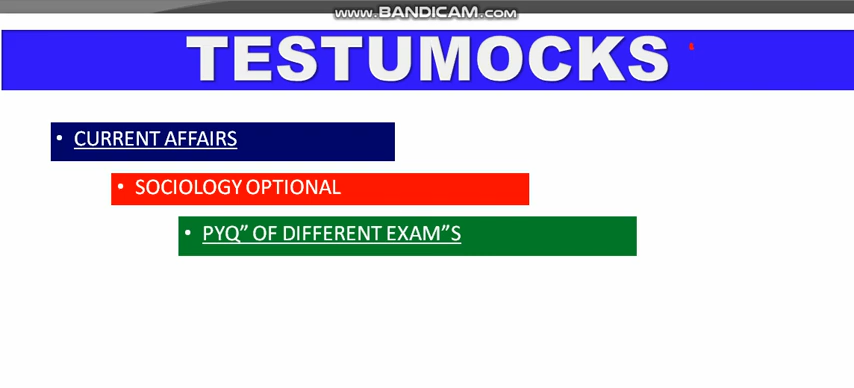 www.BANDICAM.com
TESTUMOCKS
• CURRENT AFFAIRS
• SOCIOLOGY OPTIONAL
• PYQ” OF DIFFERENT EXAM”S